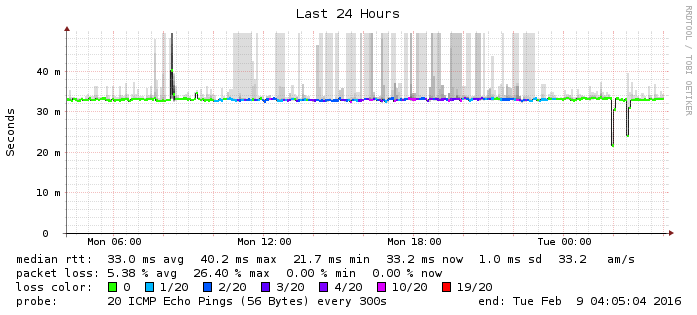 Last 24 Hours
RRDTOOL / TOBI OETIKER
Seconds
40 m
30 m
20 m
10 m
0
Mon 06:00 Mon 12:00 Mon 18:00 Tue 00:00
median rtt: 33.0 ms avg 40.2 ms max 21.7 ms min 33.2 ms now 1.0 ms sd 33.2 am/s
packet loss: 5.38 % avg 26.40 % max 0.00 % min 0.00 % now
loss color: 0 1/20 2/20 3/20 4/20 10/20 19/20
probe: 20 ICMP Echo Pings (56 Bytes) every 300s end: Tue Feb 9 04:05:04 2016